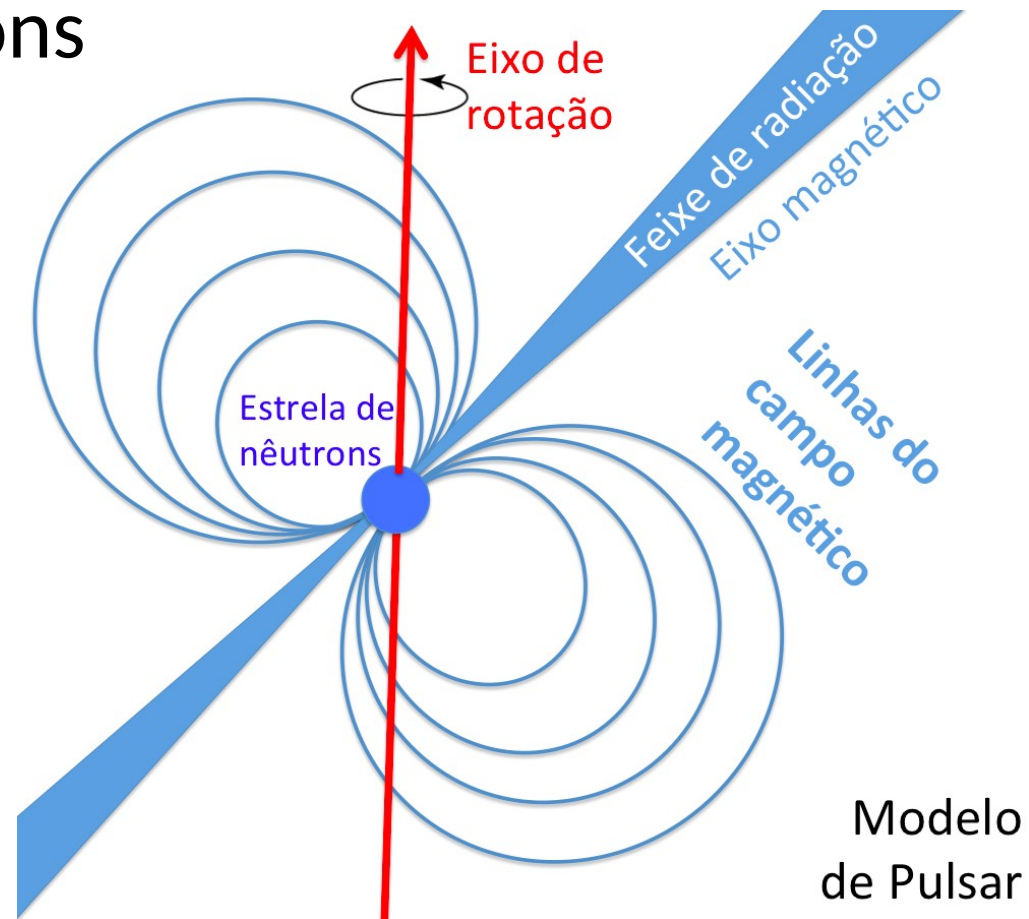 ons
Eixo de
rotação
Feixe de radiação
Eixo magnético
Linhas do
campo
magnético
Estrela de
nêutrons
Modelo
de Pulsar